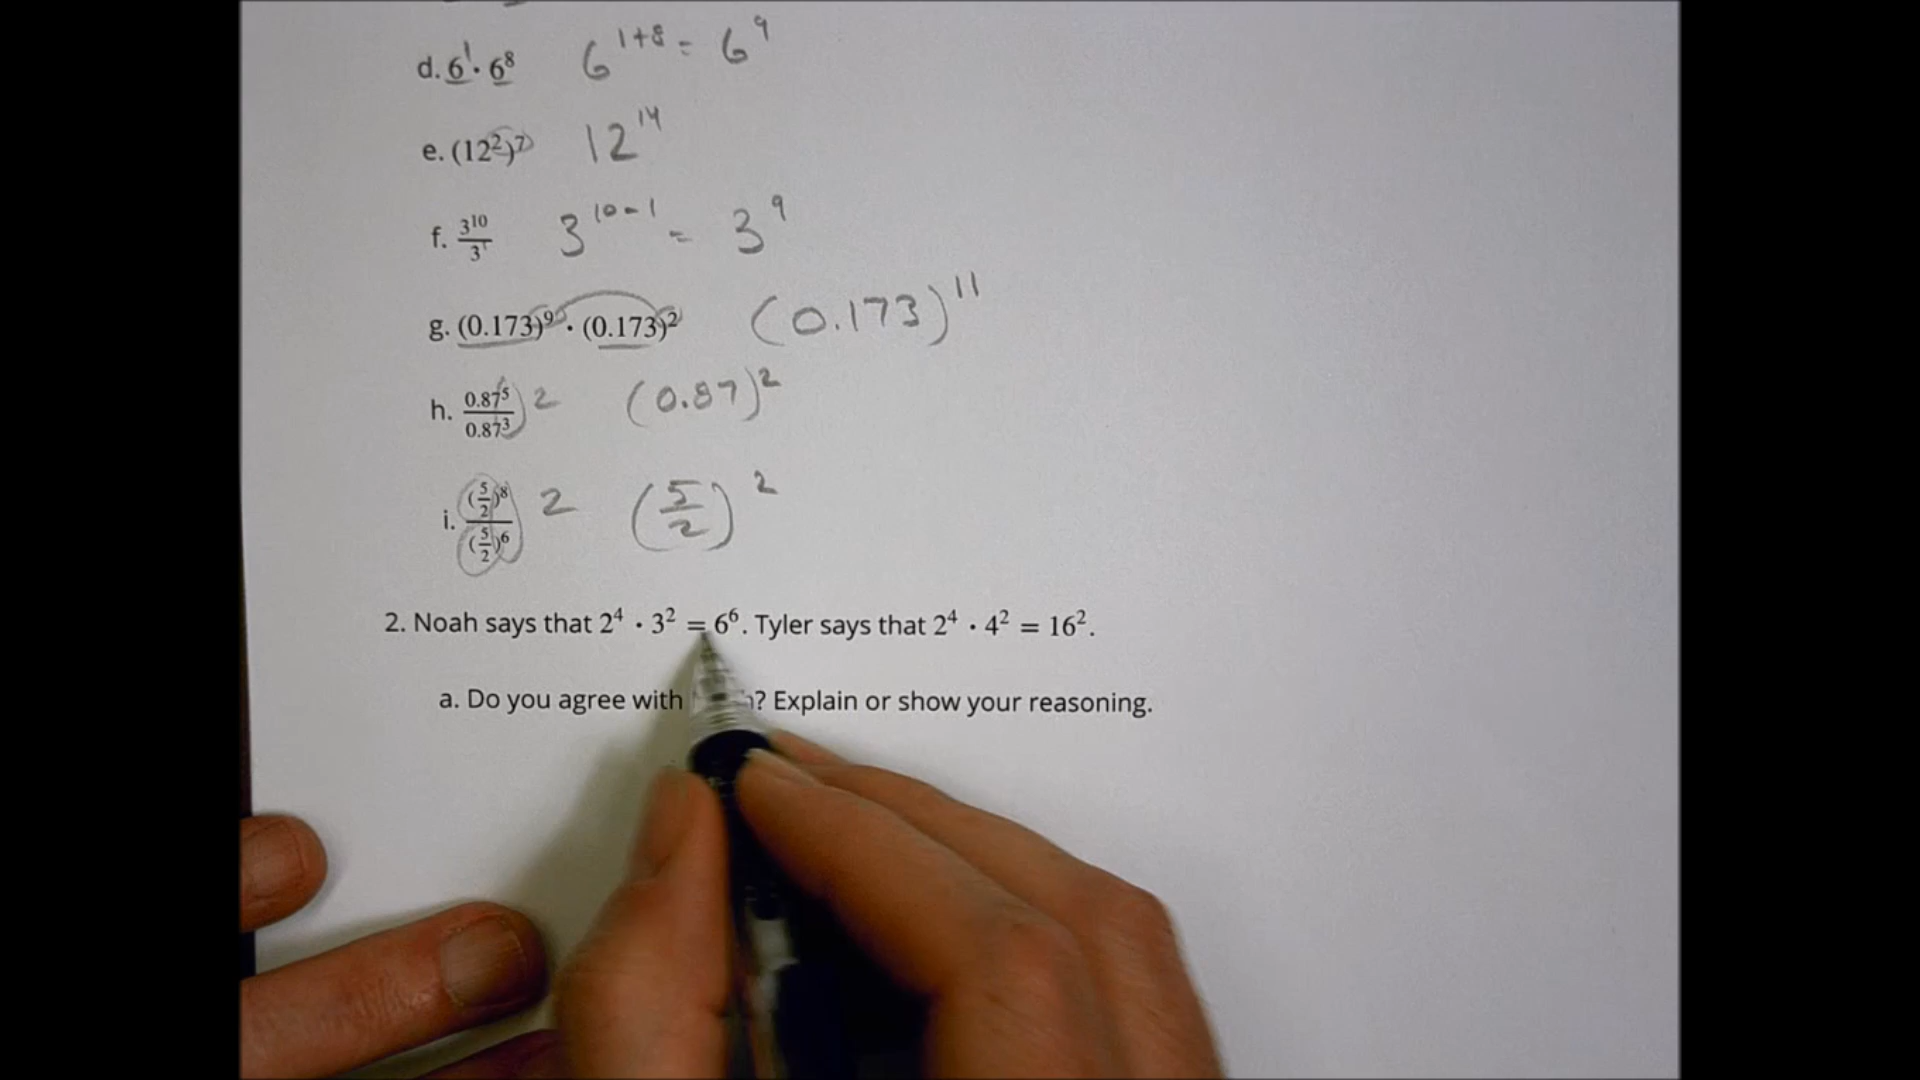 d. 6¹ · 6⁸ 6¹⁺⁸ = 6⁹
e. (12²)⁷ 12¹⁴
f. 3¹⁰/3¹ 3¹⁰⁻¹ = 3⁹
g. (0.173)⁹ · (0.173)² (0.173)¹¹
h. 0.87⁵/0.87³ 2 (0.87)²
i. (5/2)⁸/(5/2)⁶ 2 (5/2)²
2. Noah says that 2⁴ · 3² = 6⁶. Tyler says that 2⁴ · 4² = 16².
a. Do you agree with ? Explain or show your reasoning.